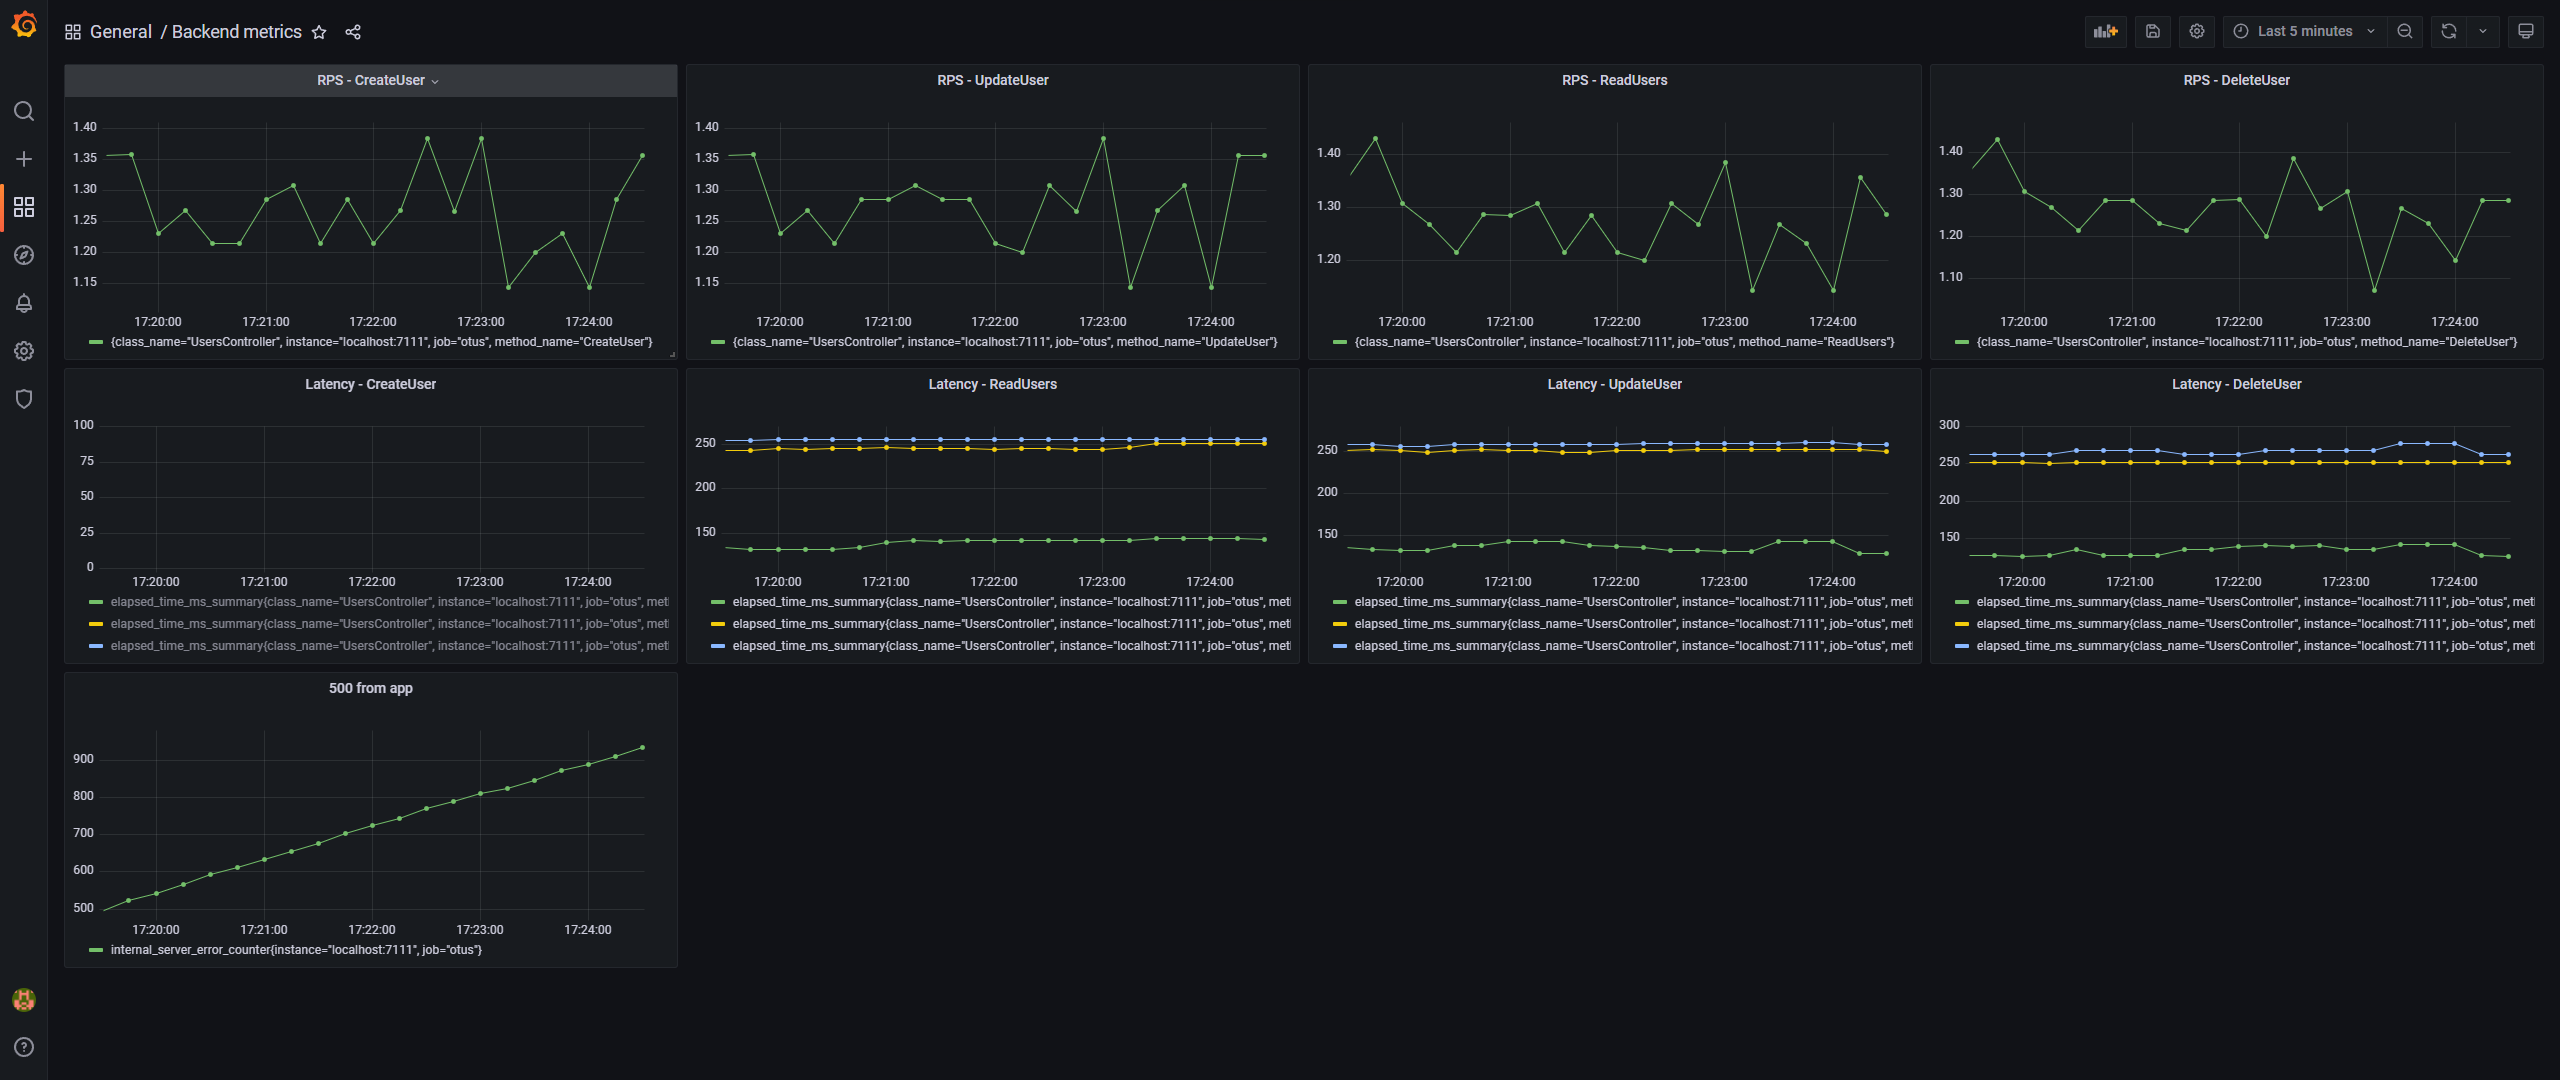 General / Backend metrics
Last 5 minutes
RPS - CreateUser
1.40
1.35
1.30
1.25
1.20
1.15
17:20:00 17:21:00 17:22:00 17:23:00 17:24:00
{class_name="UsersController", instance="localhost:7111", job="otus", method_name="CreateUser"}
RPS - UpdateUser
1.40
1.35
1.30
1.25
1.20
1.15
17:20:00 17:21:00 17:22:00 17:23:00 17:24:00
{class_name="UsersController", instance="localhost:7111", job="otus", method_name="UpdateUser"}
RPS - ReadUsers
1.40
1.30
1.20
17:20:00 17:21:00 17:22:00 17:23:00 17:24:00
{class_name="UsersController", instance="localhost:7111", job="otus", method_name="ReadUsers"}
RPS - DeleteUser
1.40
1.30
1.20
1.10
17:20:00 17:21:00 17:22:00 17:23:00 17:24:00
{class_name="UsersController", instance="localhost:7111", job="otus", method_name="DeleteUser"}
Latency - CreateUser
100
75
50
25
0
17:20:00 17:21:00 17:22:00 17:23:00 17:24:00
elapsed_time_ms_summary{class_name="UsersController", instance="localhost:7111", job="otus", met
elapsed_time_ms_summary{class_name="UsersController", instance="localhost:7111", job="otus", met
elapsed_time_ms_summary{class_name="UsersController", instance="localhost:7111", job="otus", met
Latency - ReadUsers
250
200
150
17:20:00 17:21:00 17:22:00 17:23:00 17:24:00
elapsed_time_ms_summary{class_name="UsersController", instance="localhost:7111", job="otus", met
elapsed_time_ms_summary{class_name="UsersController", instance="localhost:7111", job="otus", met
elapsed_time_ms_summary{class_name="UsersController", instance="localhost:7111", job="otus", met
Latency - UpdateUser
250
200
150
17:20:00 17:21:00 17:22:00 17:23:00 17:24:00
elapsed_time_ms_summary{class_name="UsersController", instance="localhost:7111", job="otus", met
elapsed_time_ms_summary{class_name="UsersController", instance="localhost:7111", job="otus", met
elapsed_time_ms_summary{class_name="UsersController", instance="localhost:7111", job="otus", met
Latency - DeleteUser
300
250
200
150
17:20:00 17:21:00 17:22:00 17:23:00 17:24:00
elapsed_time_ms_summary{class_name="UsersController", instance="localhost:7111", job="otus", met
elapsed_time_ms_summary{class_name="UsersController", instance="localhost:7111", job="otus", met
elapsed_time_ms_summary{class_name="UsersController", instance="localhost:7111", job="otus", met
500 from app
900
800
700
600
500
17:20:00 17:21:00 17:22:00 17:23:00 17:24:00
internal_server_error_counter{instance="localhost:7111", job="otus"}